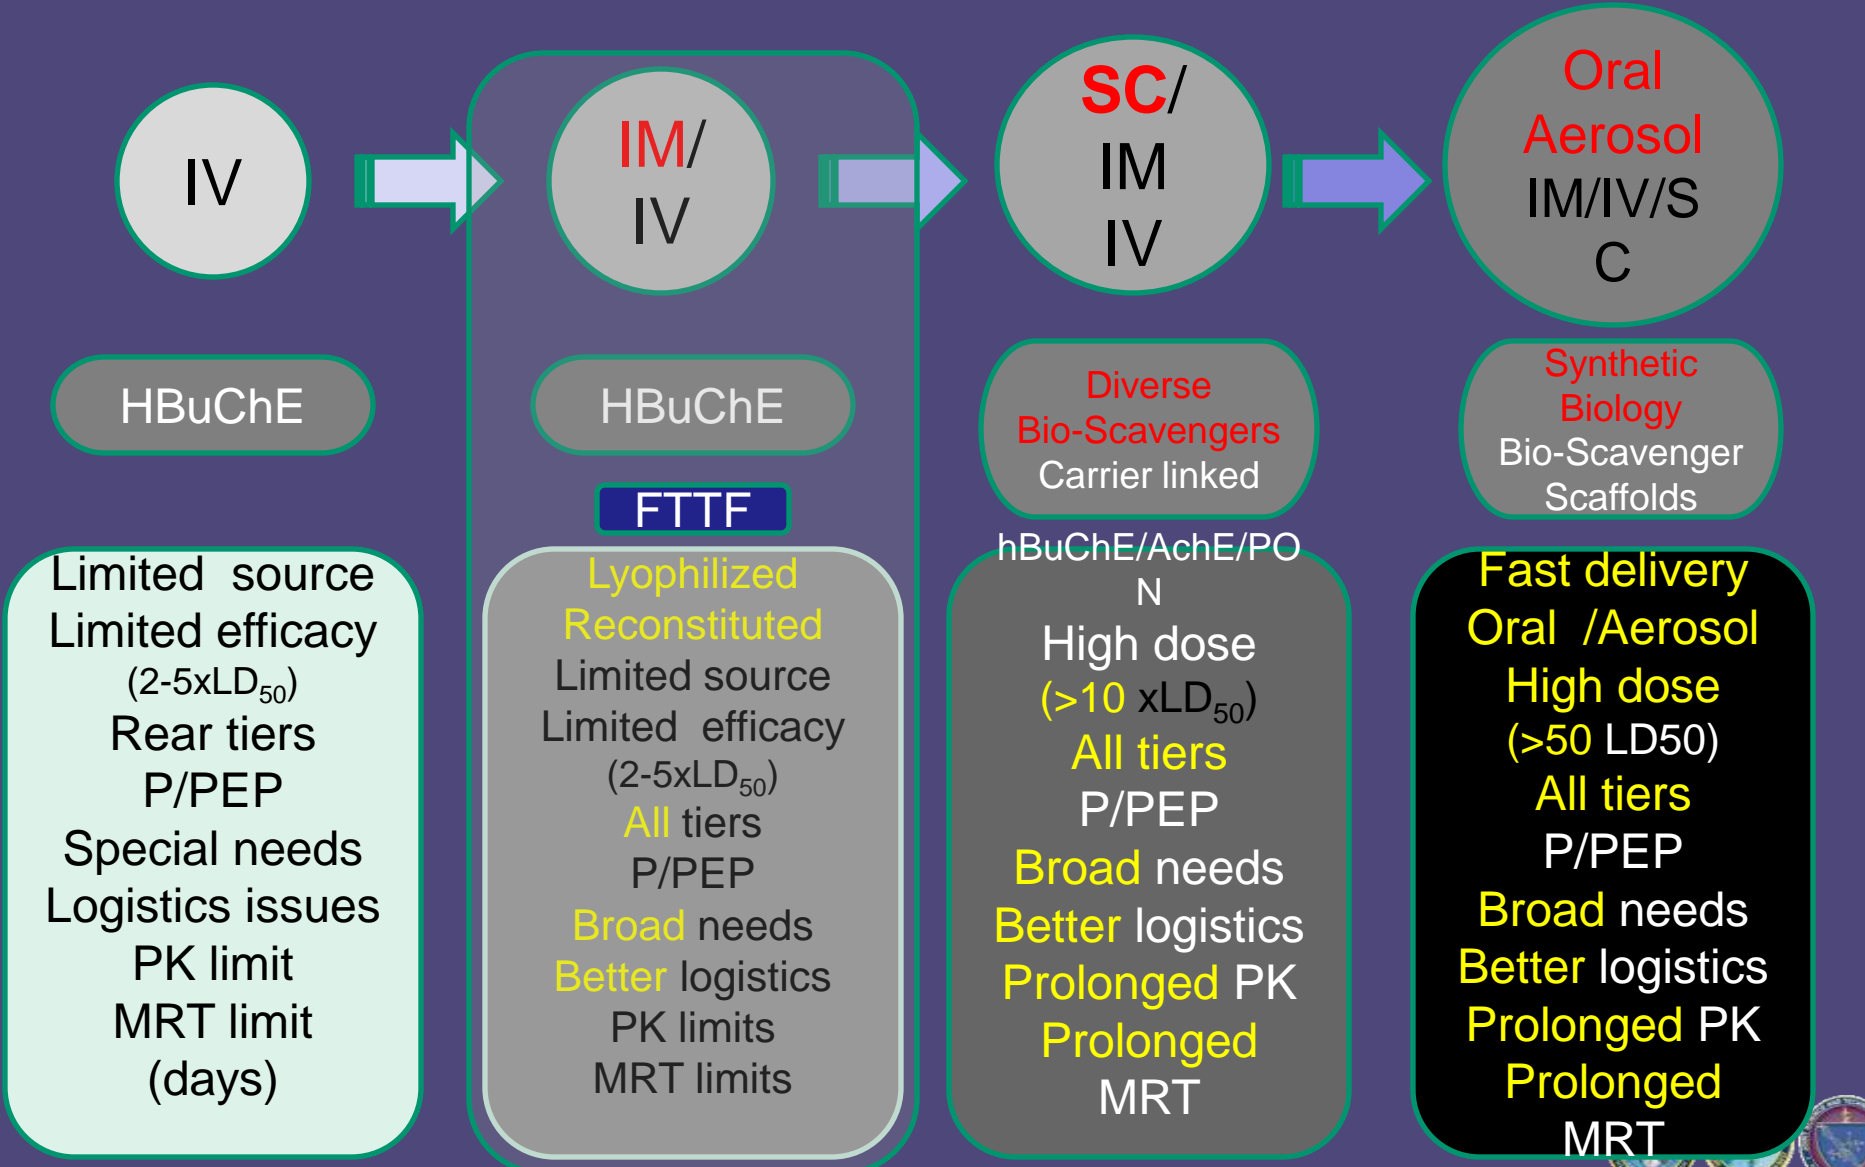 IV
IM/
IV
SC/
IM
IV
Oral
Aerosol
IM/IV/S
C
HBuChE
HBuChE
Diverse
Bio-Scavengers
Carrier linked
Synthetic
Biology
Bio-Scavenger
Scaffolds
FTTF
Limited source
Limited efficacy
(2-5xLD50)
Rear tiers
P/PEP
Special needs
Logistics issues
PK limit
MRT limit
(days)
Lyophilized
Reconstituted
Limited source
Limited efficacy
(2-5xLD50)
All tiers
P/PEP
Broad needs
Better logistics
PK limits
MRT limits
hBuChE/AchE/PO
N
High dose
(>10 xLD50)
All tiers
P/PEP
Broad needs
Better logistics
Prolonged PK
Prolonged
MRT
Fast delivery
Oral /Aerosol
High dose
(>50 LD50)
All tiers
P/PEP
Broad needs
Better logistics
Prolonged PK
Prolonged
MRT